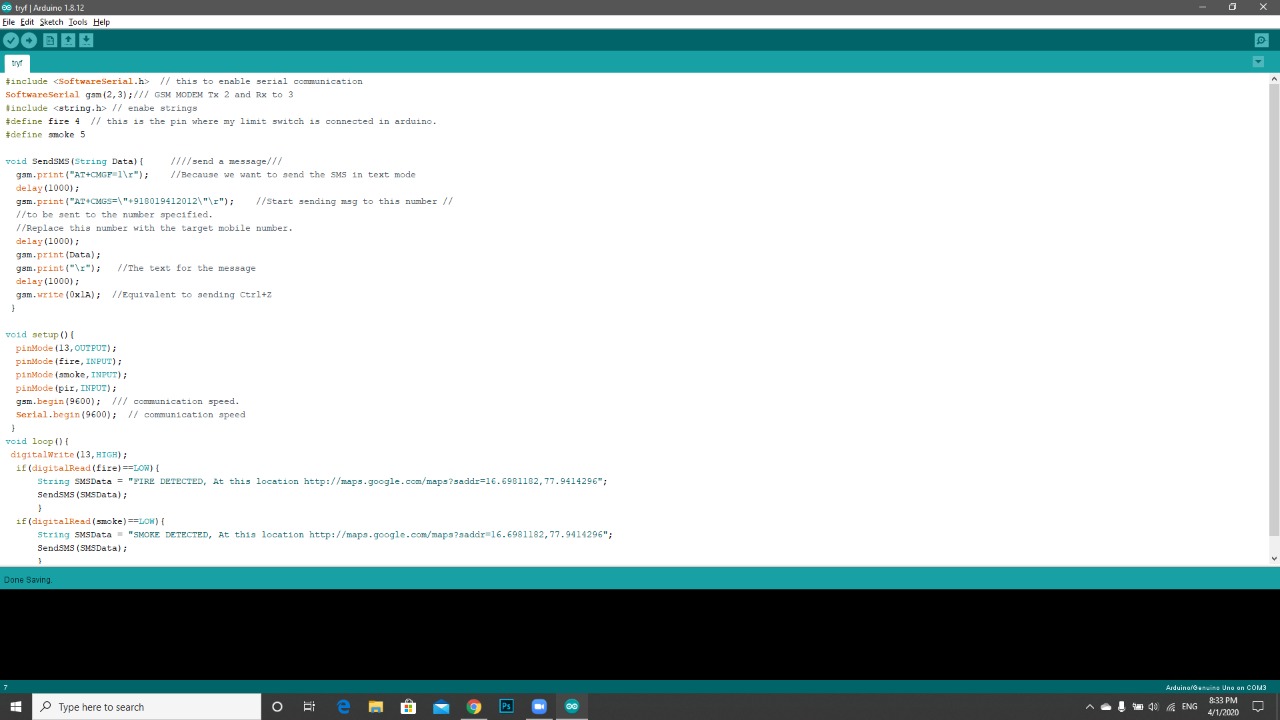 tryf | Arduino 1.8.12
File Edit Sketch Tools Help
tryf
#include <SoftwareSerial.h>  // this to enable serial communication
SoftwareSerial gsm(2,3);/// GSM MODEM Tx 2 and Rx to 3
#include <string.h> // enabe strings
#define fire 4  // this is the pin where my limit switch is connected in arduino.
#define smoke 5
void SendSMS(String Data){     ////send a message///
gsm.print("AT+CMGF=1\r");    //Because we want to send the SMS in text mode
delay(1000);
gsm.print("AT+CMGS=\"+918019412012\"\r");    //Start sending msg to this number //
//to be sent to the number specified.
//Replace this number with the target mobile number.
delay(1000);
gsm.print(Data);
gsm.print("\r");   //The text for the message
delay(1000);
gsm.write(0x1A);  //Equivalent to sending Ctrl+Z
}
void setup(){
pinMode(13,OUTPUT);
pinMode(fire,INPUT);
pinMode(smoke,INPUT);
pinMode(pir,INPUT);
gsm.begin(9600);  /// communication speed.
Serial.begin(9600);  // communication speed
}
void loop(){
digitalWrite(13,HIGH);
if(digitalRead(fire)==LOW){
String SMSData = "FIRE DETECTED, At this location http://maps.google.com/maps?saddr=16.6981182,77.9414296";
SendSMS(SMSData);
}
if(digitalRead(smoke)==LOW){
String SMSData = "SMOKE DETECTED, At this location http://maps.google.com/maps?saddr=16.6981182,77.9414296";
SendSMS(SMSData);
}
Done Saving.
7
Arduino/Genuino Uno on COM3
Type here to search
Ps
ENG
8:33 PM
4/1/2020